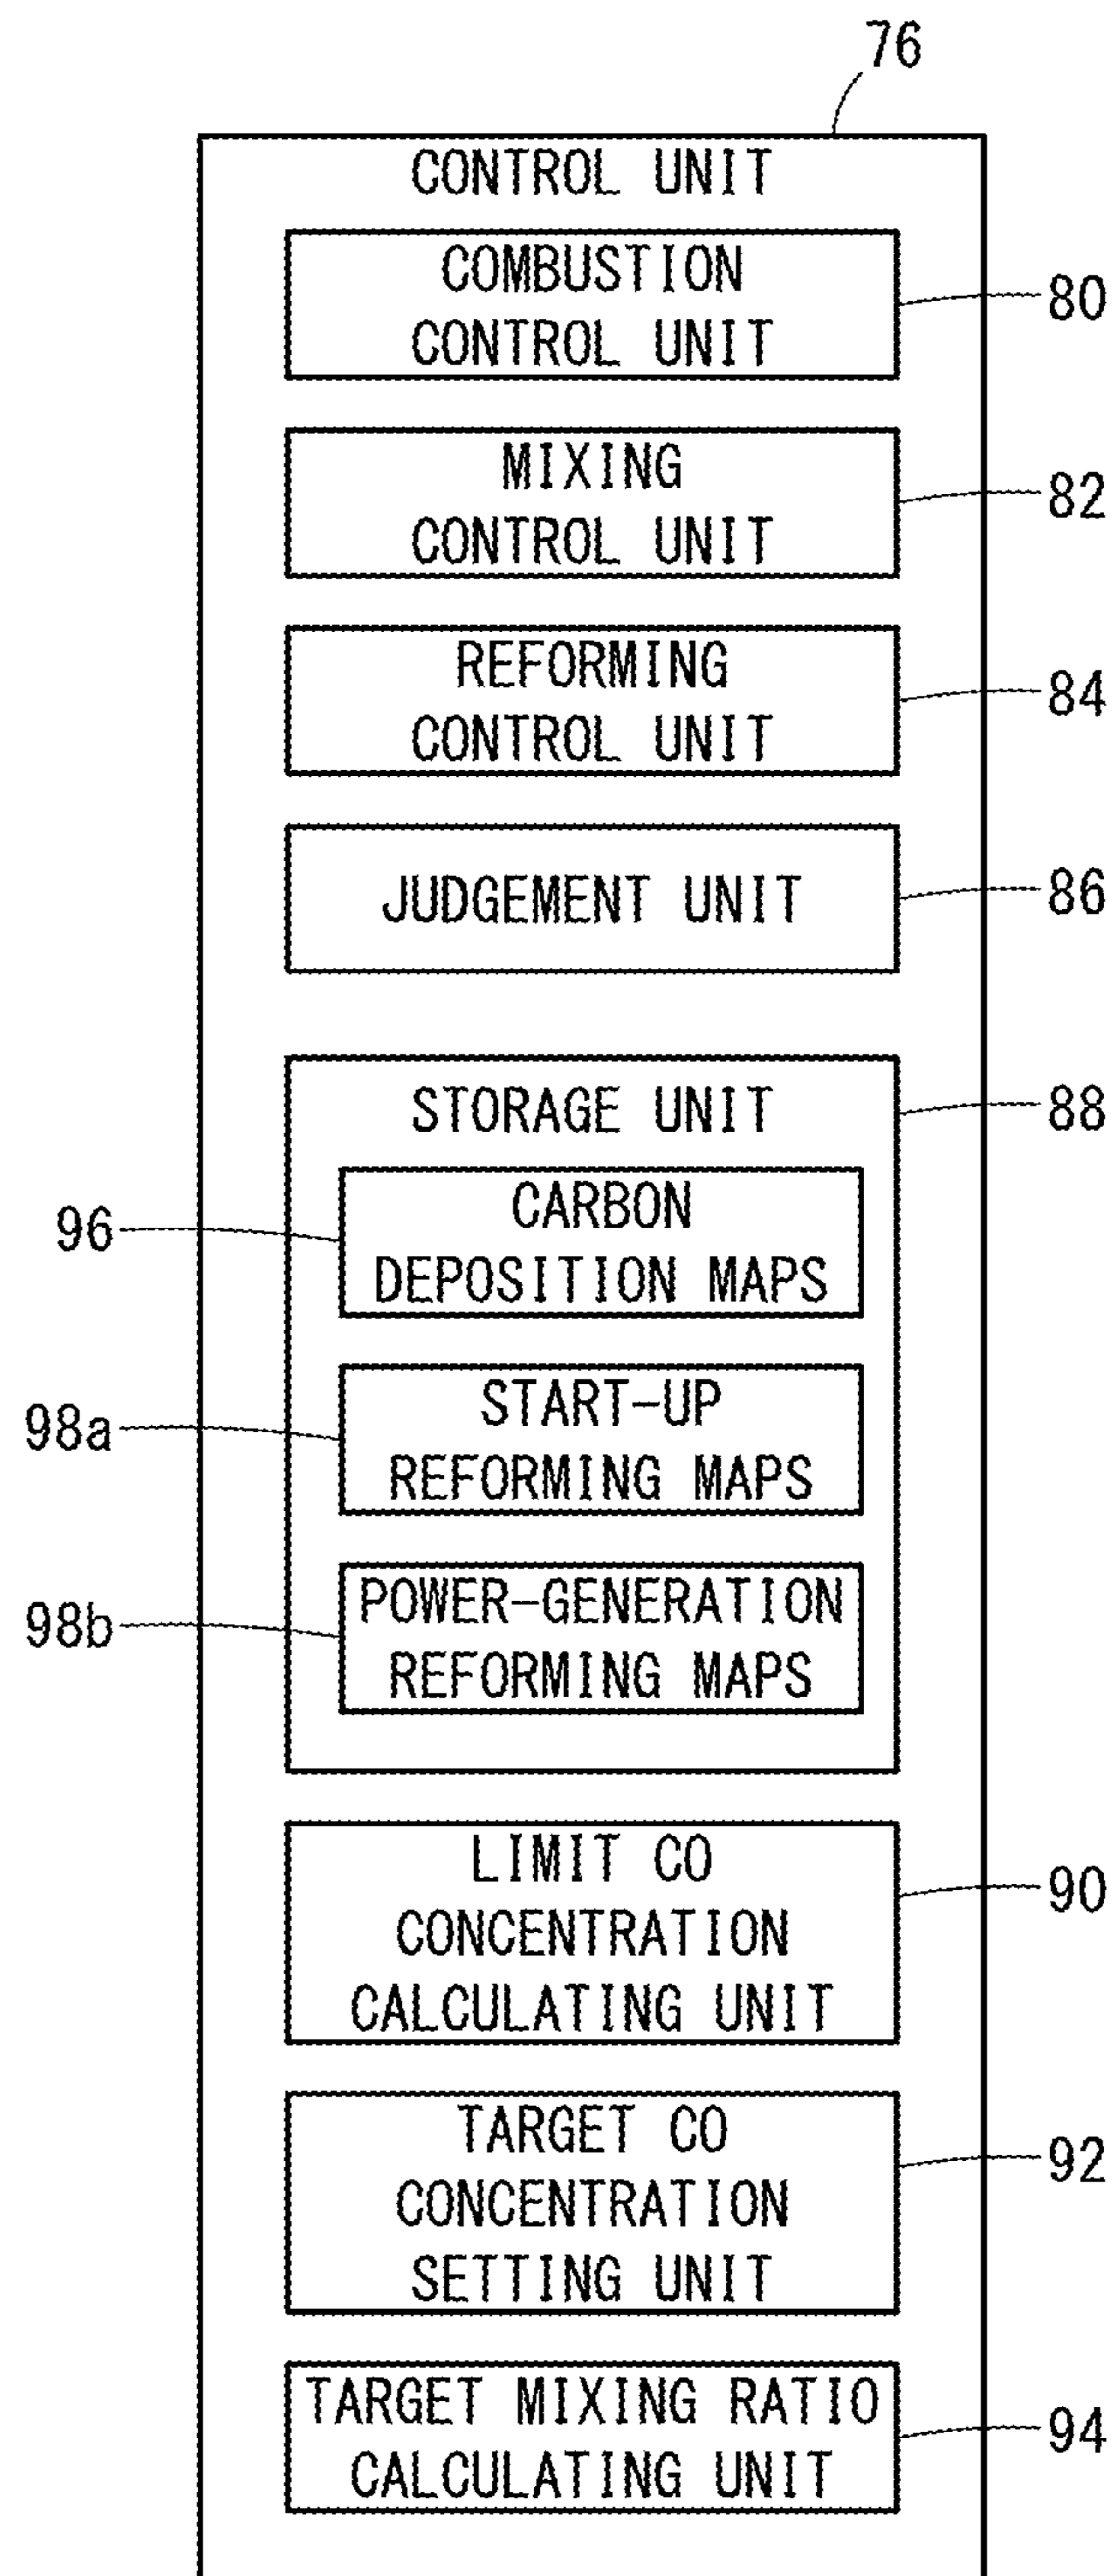 76
CONTROL UNIT
COMBUSTION
CONTROL UNIT
80
MIXING
CONTROL UNIT
82
REFORMING
CONTROL UNIT
84
JUDGEMENT UNIT
86
STORAGE UNIT
88
CARBON
DEPOSITION MAPS
96
START-UP
REFORMING MAPS
98a
POWER-GENERATION
REFORMING MAPS
98b
LIMIT CO
CONCENTRATION
CALCULATING UNIT
90
TARGET CO
CONCENTRATION
SETTING UNIT
92
TARGET MIXING RATIO
CALCULATING UNIT
94